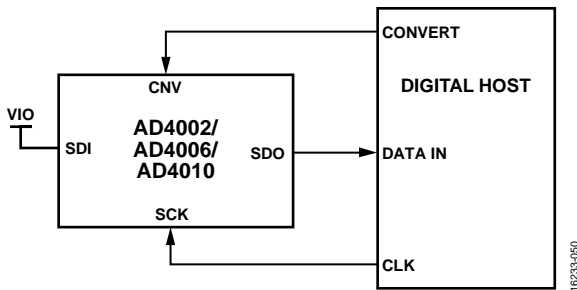 CONVERT
DIGITAL HOST
CNV
VIO
SDI
AD4002/
AD4006/
AD4010
SDO
DATA IN
SCK
CLK
16233-050